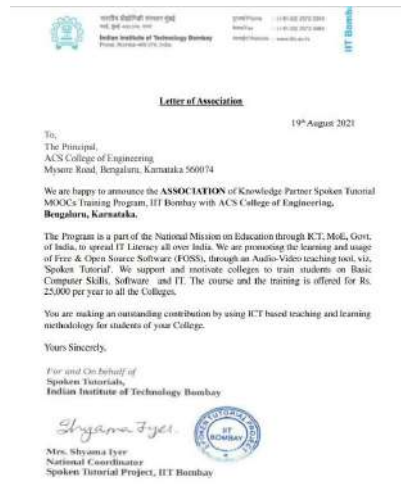 Indian Institute of Technology Bombay
IIT Bomb
Letter of Association
19th August 2021
To,
The Principal,
ACS College of Engineering
Mysore Road, Bengaluru, Karnataka 560074
We are happy to announce the ASSOCIATION of Knowledge Partner Spoken Tutorial
MOOCs Training Program, IIT Bombay with ACS College of Engineering,
Bengaluru, Karnataka.
The Program is a part of the National Mission on Education through ICT, MoE, Govt.
of India, to spread IT Literacy all over India. We are promoting the learning and usage
of Free & Open Source Software (FOSS), through an Audio-Video teaching tool, viz,
'Spoken Tutorial'. We support and motivate colleges to train students on Basic
Computer Skills, Software and IT. The course and the training is offered for Rs.
25,000 per year to all the Colleges.
You are making an outstanding contribution by using ICT based teaching and learning
methodology for students of your College.
Yours Sincerely,
For and On behalf of
Spoken Tutorials,
Indian Institute of Technology Bombay
Shyama Iyer.
SPOKEN TUTORIAL PROJECT
IIT
BOMBAY
Mrs. Shyama Iyer
National Coordinator
Spoken Tutorial Project, IIT Bombay